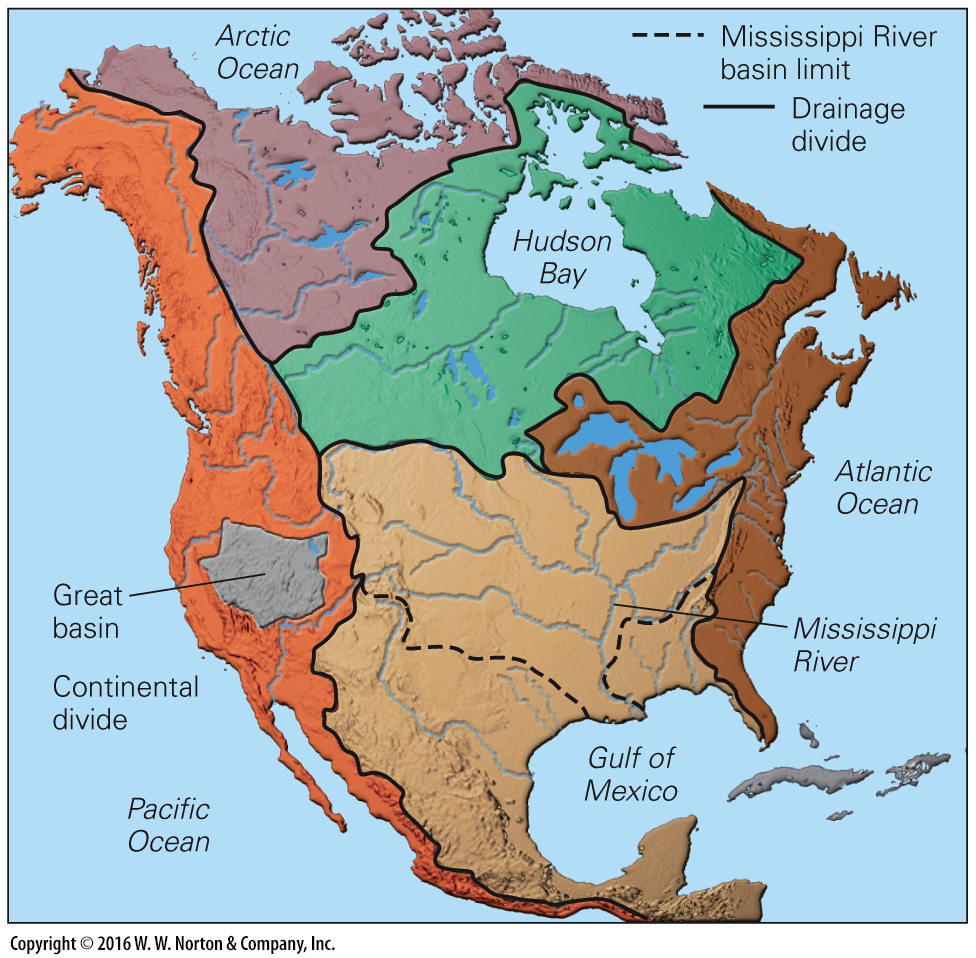 Arctic
Ocean
Mississippi River
basin limit
Drainage
divide
Hudson
Bay
Atlantic
Ocean
Great
basin
Mississippi
River
Continental
divide
Gulf of
Mexico
Pacific
Ocean
Copyright © 2016 W. W. Norton & Company, Inc.